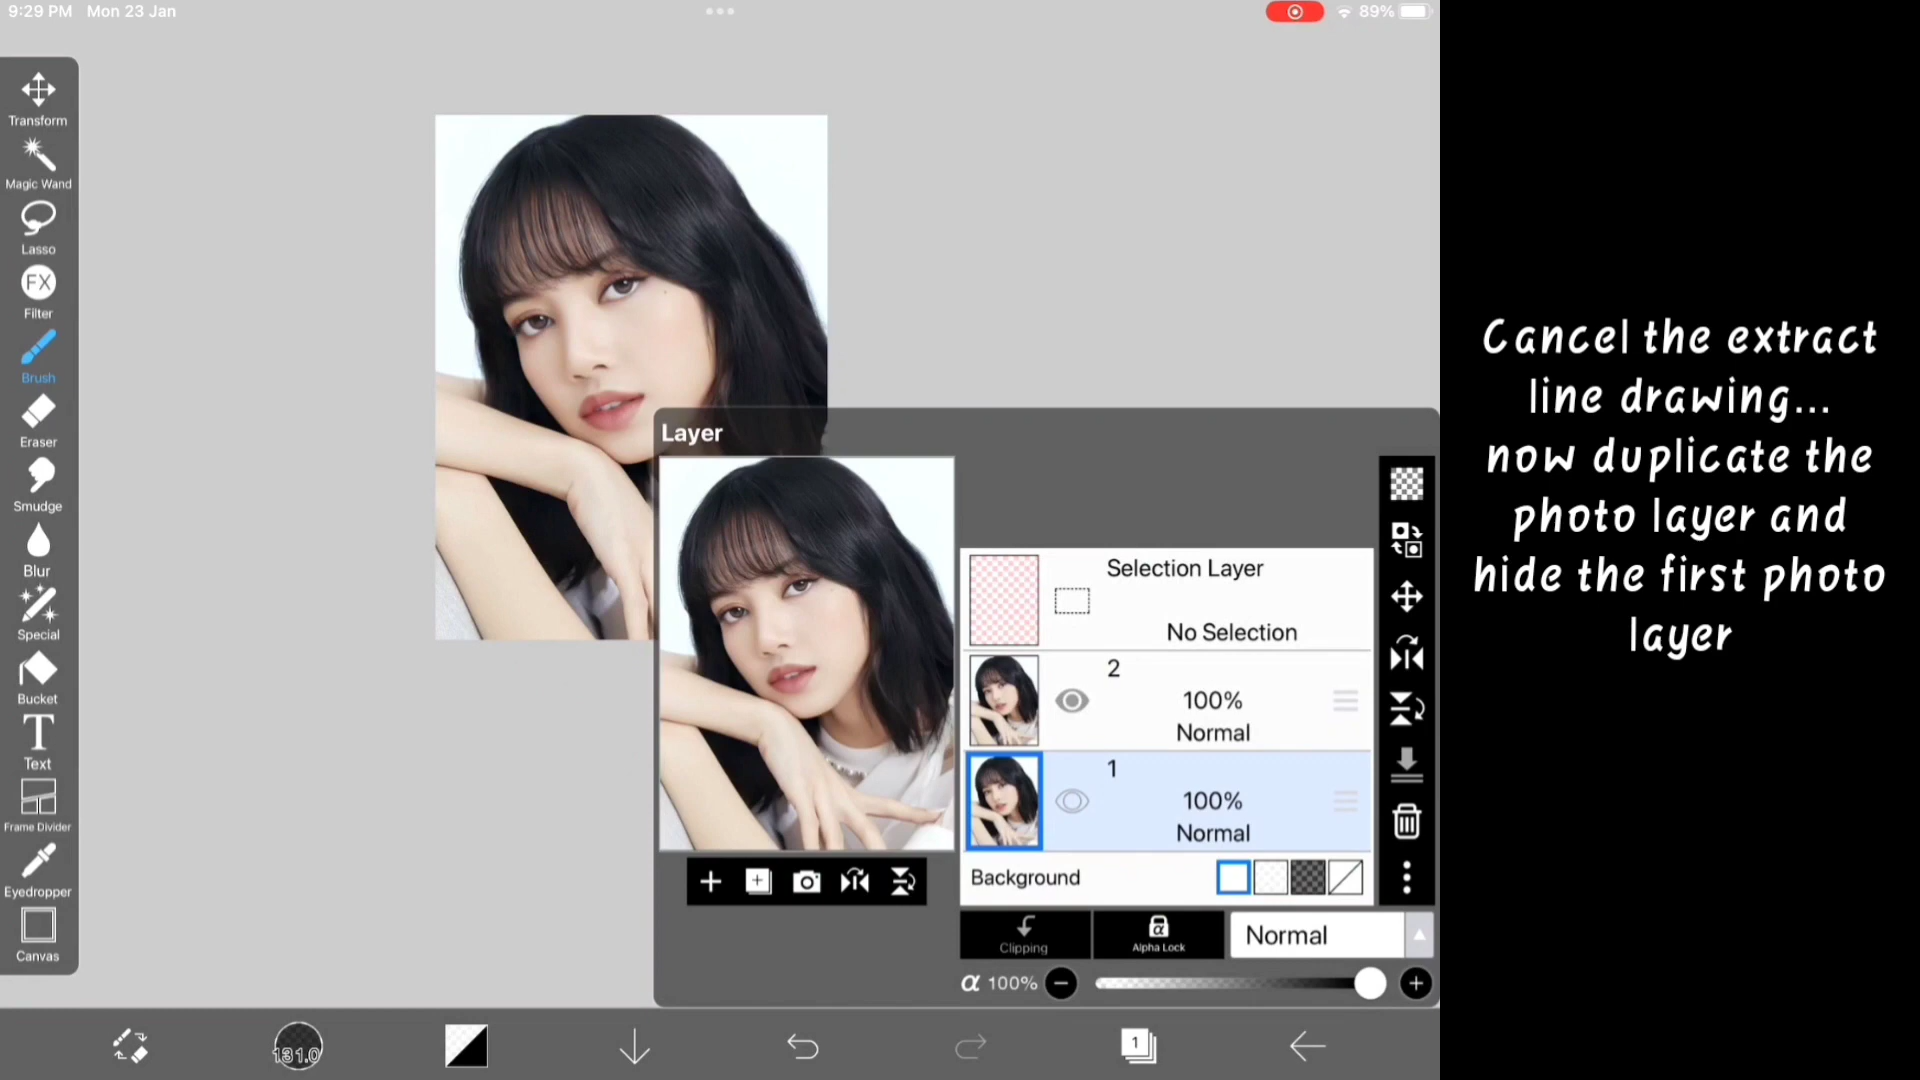 9:29 PM Mon 23 Jan
89%
Transform
Magic Wand
Lasso
FX
Filter
Brush
Eraser
Smudge
Blur
Special
Bucket
T
Text
Frame Divider
Eyedropper
Canvas
Layer
Selection Layer
No Selection
2
100%
Normal
1
100%
Normal
Background
Clipping
α
Alpha Lock
Normal
α 100%
131.0
1
Cancel the extract
line drawing...
now duplicate the
photo layer and
hide the first photo
layer